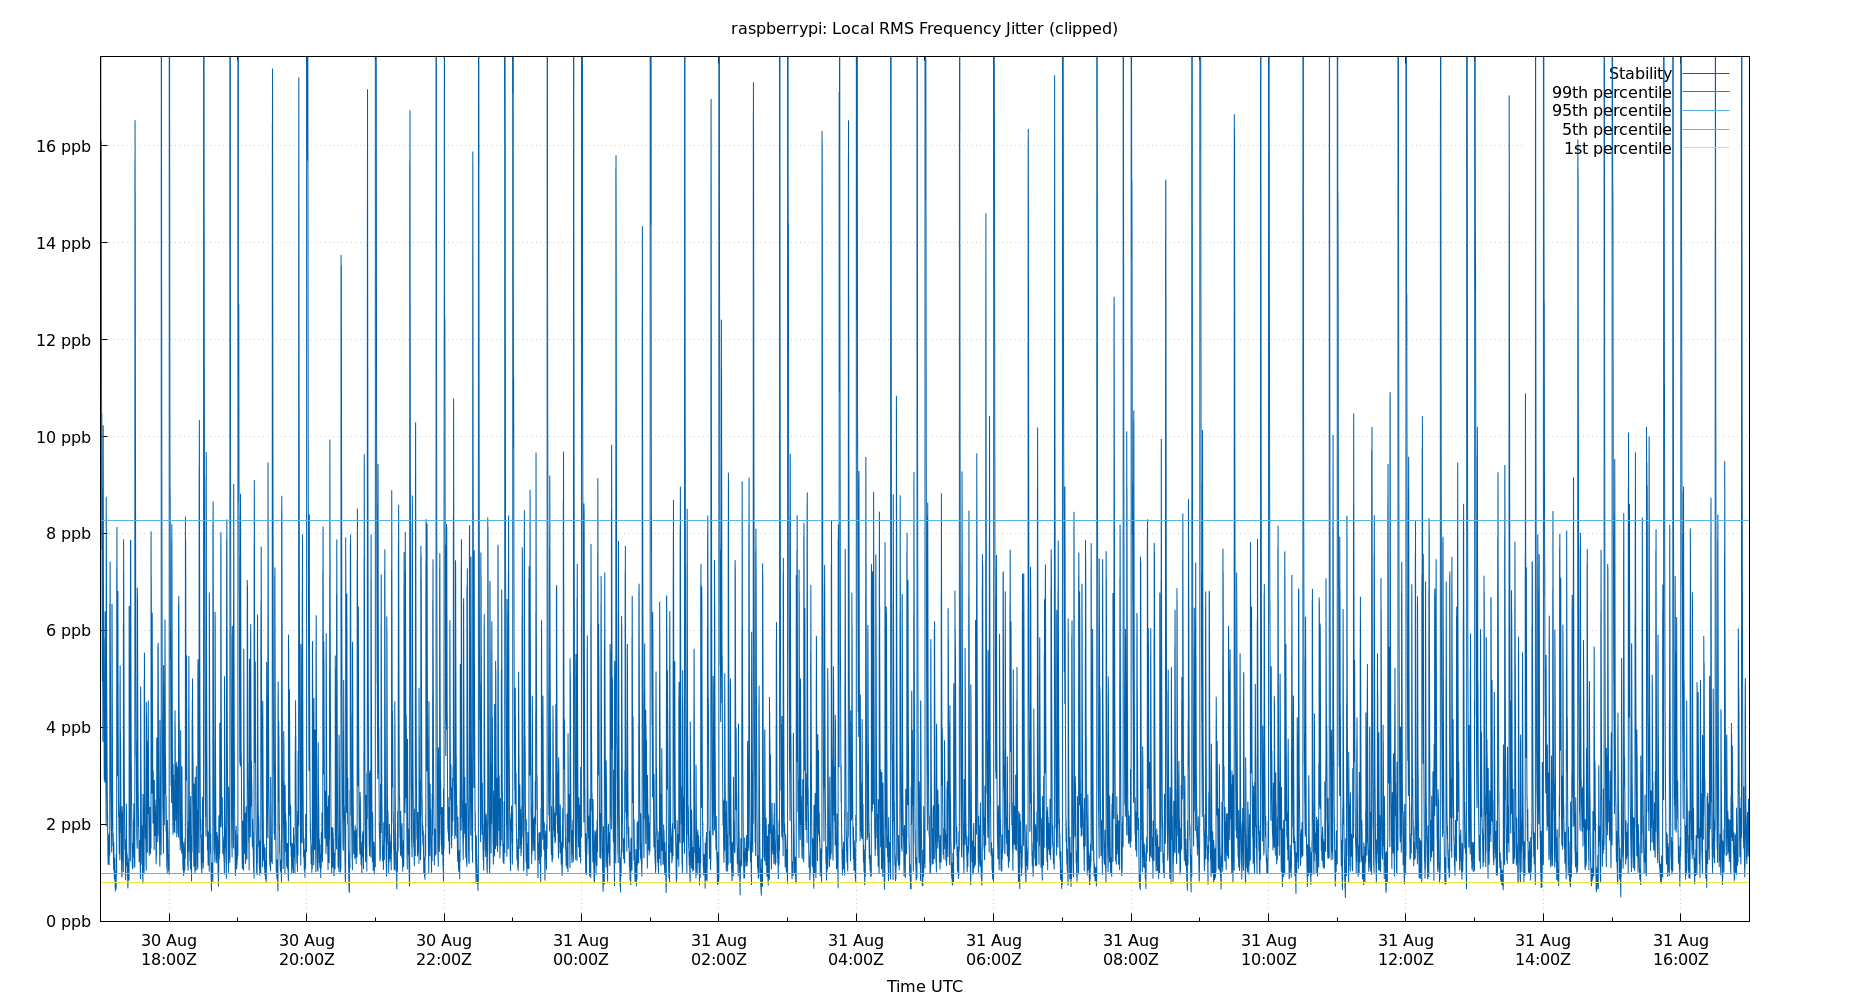 raspberrypi: Local RMS Frequency Jitter (clipped)
Stability
99th percentile
95th percentile
5th percentile
1st percentile
16 ppb
14 ppb
12 ppb
10 ppb
8 ppb
6 ppb
4 ppb
2 ppb
0 ppb
30 Aug 30 Aug 30 Aug 31 Aug 31 Aug 31 Aug 31 Aug 31 Aug 31 Aug 31 Aug 31 Aug 31 Aug
18:00Z 20:00Z 22:00Z 00:00Z 02:00Z 04:00Z 06:00Z 08:00Z 10:00Z 12:00Z 14:00Z 16:00Z
Time UTC